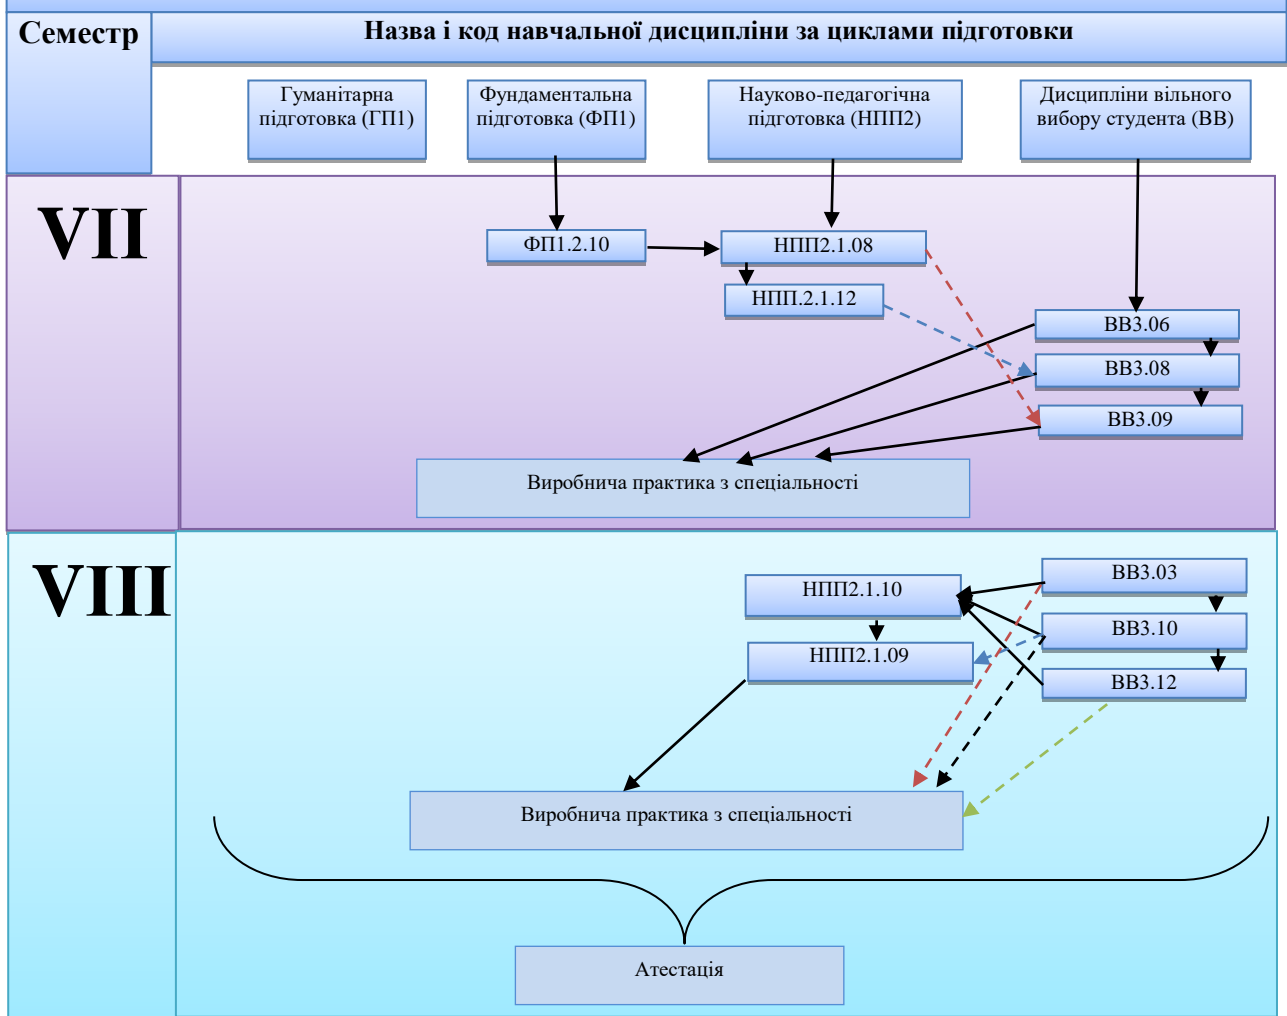 Семестр
Назва і код навчальної дисципліни за циклами підготовки
Гуманітарна
підготовка (ГП1)
Фундаментальна
підготовка (ФП1)
Науково-педагогічна
підготовка (НПП2)
Дисципліни вільного
вибору студента (ВВ)
VII
ФП1.2.10
НПП2.1.08
НПП.2.1.12
ВВ3.06
ВВ3.08
ВВ3.09
Виробнича практика з спеціальності
VIII
ВВ3.03
НПП2.1.10
ВВ3.10
НПП2.1.09
ВВ3.12
Виробнича практика з спеціальності
Атестація